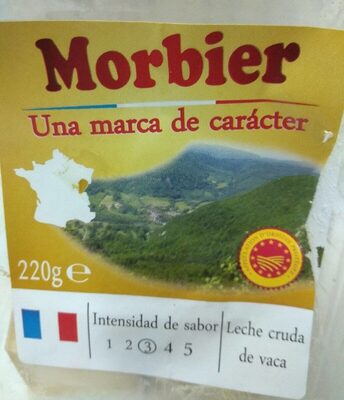 Morbier
Una marca de carácter
220g e
Intensidad de sabor
1 2 3 4 5
Leche cruda
de vaca